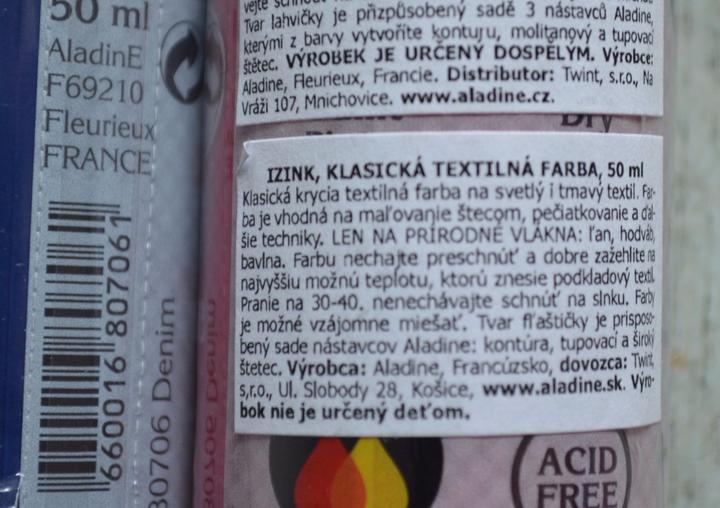 50 ml
AladinE
F69210
Fleurieux
FRANCE
660016 807061
80706 Denim
Tvar lahvičky je přizpůsobený sadě 3 nástavců Aladine,
kterými z barvy vytvoříte konturu, molitanový a tupovací
štětec. VÝROBEK JE URČENÝ DOSPĚLÝM. Výrobce:
Aladine, Fleurieux, Francie. Distributor: Twint, s.r.o., Na
Vráži 107, Mnichovice. www.aladine.cz.
Dry
IZINK, KLASICKÁ TEXTILNÁ FARBA, 50 ml
Klasická krycia textilná farba na svetlý i tmavý textil. Far-
ba je vhodná na maľovanie štecom, pečiatkovanie a ďal-
šie techniky. LEN NA PRÍRODNÉ VLÁKNA: ľan, hodváb,
bavlna. Farbu nechajte preschnúť a dobre zažehlite na
najvyššiu možnú teplotu, ktorú znesie podkladový textil.
Pranie na 30-40. nenechávajte schnúť na slnku. Farby
je možné vzájomne miešať. Tvar fľaštičky je prisposo-
bený sade nástavcov Aladine: kontúra, tupovací a široký
štetec. Výrobca: Aladine, Francúzsko, dovozca: Twint,
s,r.o., Ul. Slobody 28, Košice, www.aladine.sk. Výro-
bok nie je určený deťom.
ACID
FREE